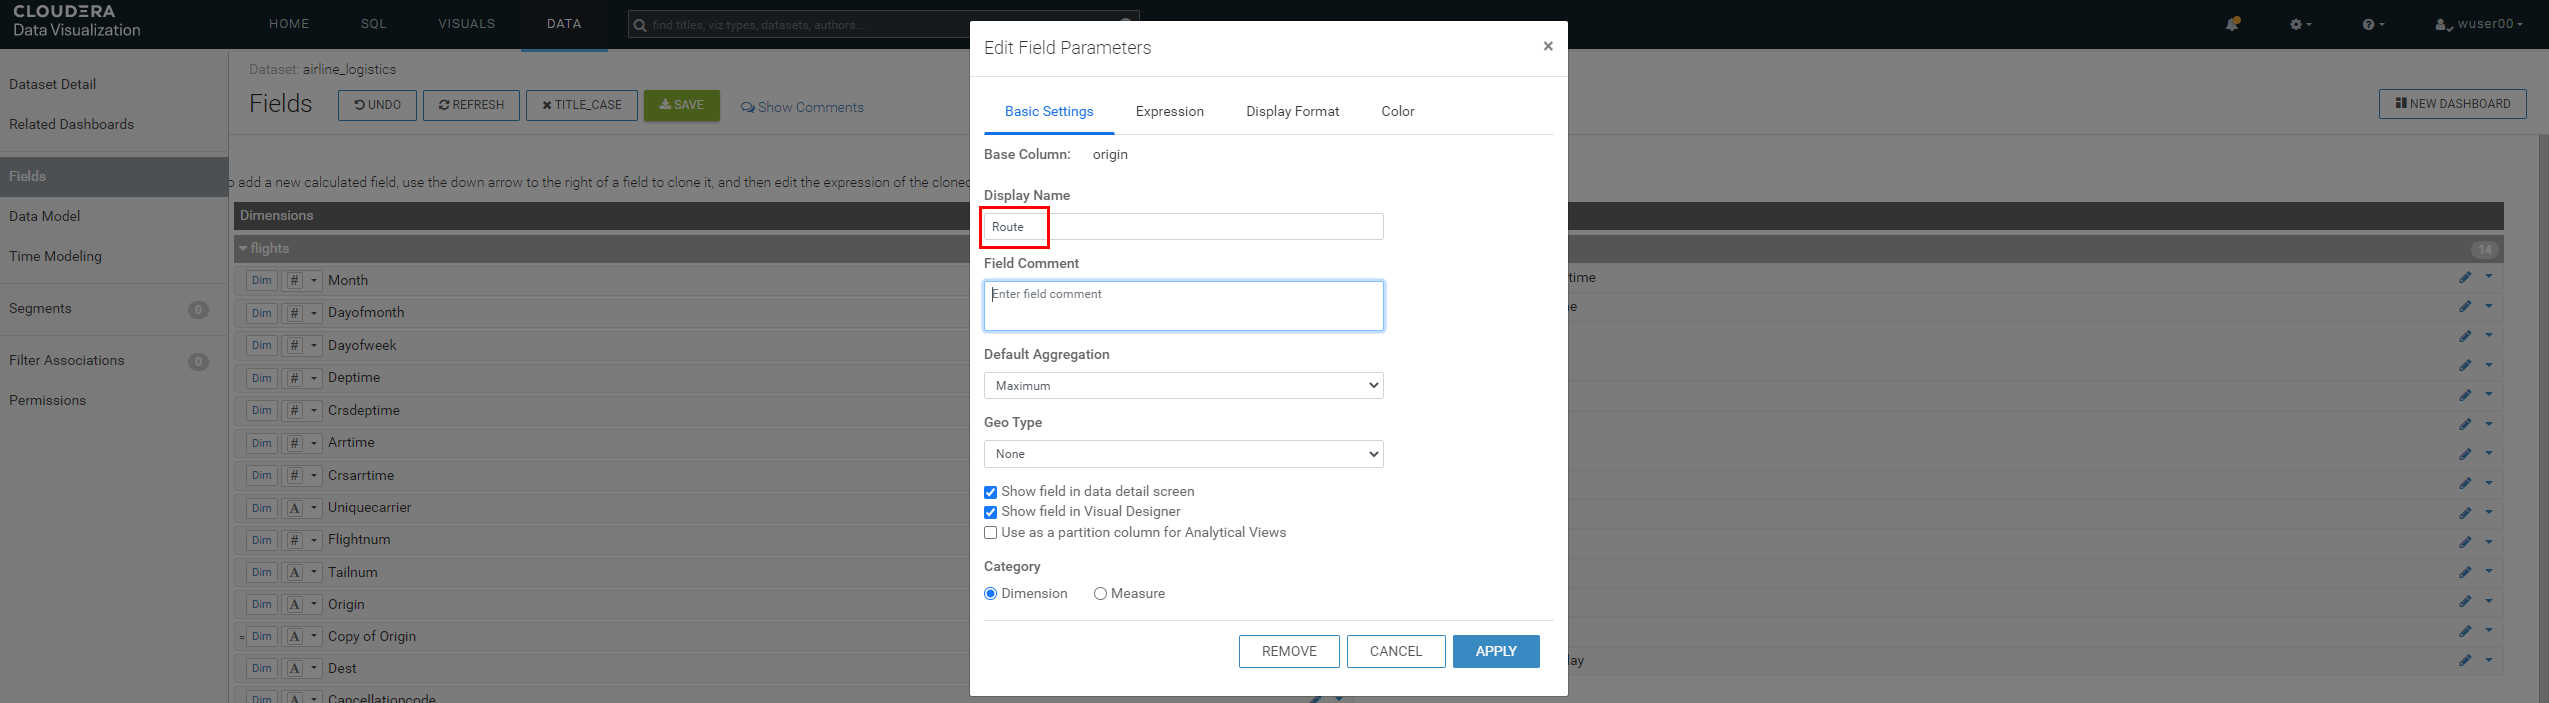 CLOUDERA
Data Visualization
HOME
SQL
VISUALS
DATA
find titles, viz types, datasets, authors...
wuser00
Dataset Detail
Related Dashboards
Fields
Data Model
Time Modeling
Segments
0
Filter Associations
0
Permissions
Dataset: airline_logistics
Fields
UNDO
REFRESH
TITLE_CASE
SAVE
Show Comments
NEW DASHBOARD
o add a new calculated field, use the down arrow to the right of a field to clone it, and then edit the expression of the cloned
Dimensions
flights
14
Dim # Month
Dim # Dayofmonth
Dim # Dayofweek
Dim # Deptime
Dim # Crsdeptime
Dim # Arrtime
Dim # Crsarrtime
Dim A Uniquecarrier
Dim # Flightnum
Dim A Tailnum
Dim A Origin
= Dim A Copy of Origin
Dim A Dest
Dim A Cancellationcode
time
ne
lay
Edit Field Parameters
×
Basic Settings
Expression
Display Format
Color
Base Column: origin
Display Name
Route
Field Comment
Enter field comment
Default Aggregation
Maximum
Geo Type
None
Show field in data detail screen
Show field in Visual Designer
Use as a partition column for Analytical Views
Category
Dimension
Measure
REMOVE
CANCEL
APPLY